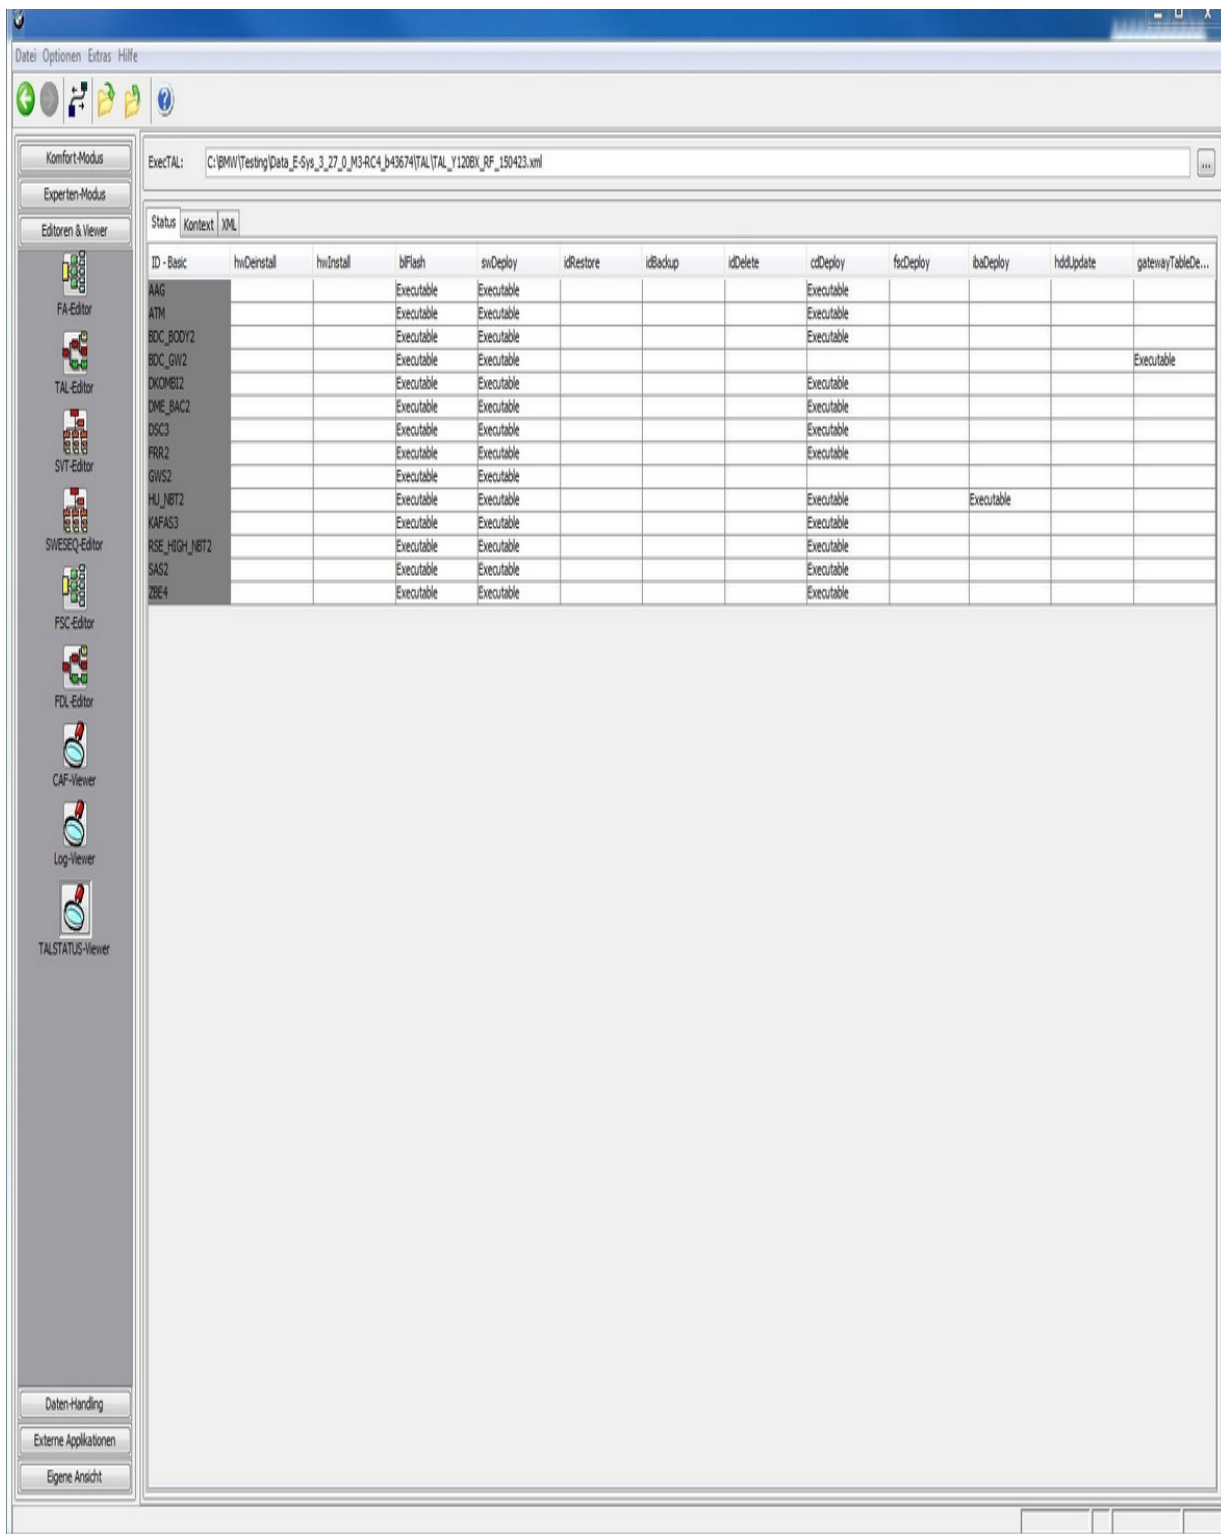 Datei Optionen Extras Hilfe
Komfort-Modus
Experten-Modus
Editoren & Viewer
FA-Editor
TAL-Editor
SVT-Editor
SWESEQ-Editor
FSC-Editor
FDL-Editor
CAF-Viewer
Log-Viewer
TALSTATUS-Viewer
Daten-Handling
Externe Applikationen
Eigene Ansicht
ExecTAL: C:\BMW\Testing\Data_E-Sys_3_27_0_M3-RC4_b43674\TAL\TAL_Y120BX_RF_150423.xml ...
Status Kontext XML
ID - Basic hwDeinstall hwInstall blFlash swDeploy idRestore idBackup idDelete cdDeploy fscDeploy ibaDeploy hddUpdate gatewayTableDe...
AAG Executable Executable Executable
ATM Executable Executable Executable
BDC_BODY2 Executable Executable Executable
BDC_GW2 Executable Executable Executable
DKOMBI2 Executable Executable Executable
DME_BAC2 Executable Executable Executable
DSC3 Executable Executable Executable
FRR2 Executable Executable Executable
GWS2 Executable Executable
HU_NBT2 Executable Executable Executable Executable
KAFAS3 Executable Executable Executable
RSE_HIGH_NBT2 Executable Executable Executable
SAS2 Executable Executable Executable
ZBE4 Executable Executable Executable